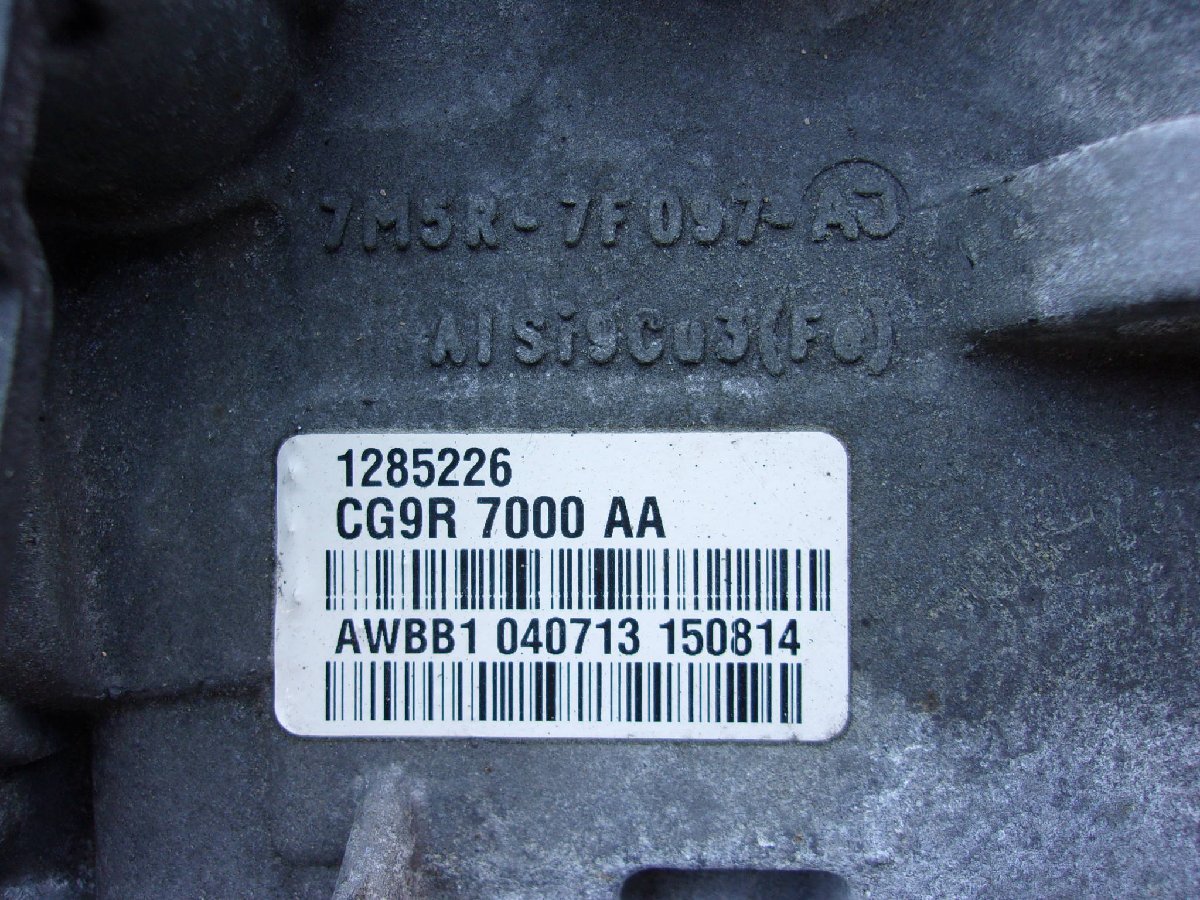 7M5R-7F097-AJ
AlSi9Cu3(Fe)
1285226
CG9R 7000 AA
AWBB1 040713 150814